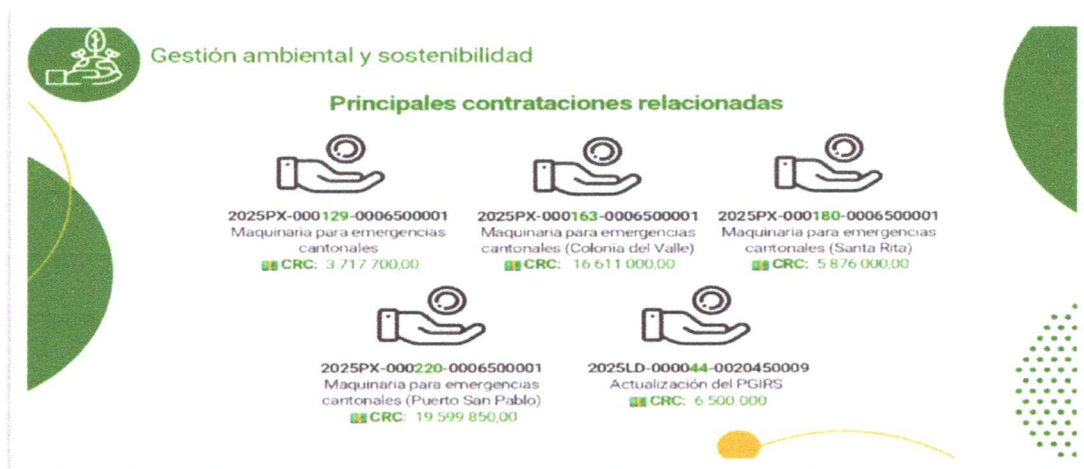 Gestión ambiental y sostenibilidad
Principales contrataciones relacionadas
2025PX-000129-0006500001
Maquinaria para emergencias
cantonales
CRC: 3 717 700,00
2025PX-000163-0006500001
Maquinaria para emergencias
cantonales (Colonia del Valle)
CRC: 16 611 000,00
2025PX-000180-0006500001
Maquinaria para emergencias
cantonales (Santa Rita)
CRC: 5 876 000,00
2025PX-000220-0006500001
Maquinaria para emergencias
cantonales (Puerto San Pablo)
CRC: 19 599 850,00
2025LD-000044-0020450009
Actualización del PGIRS
CRC: 6 500 000